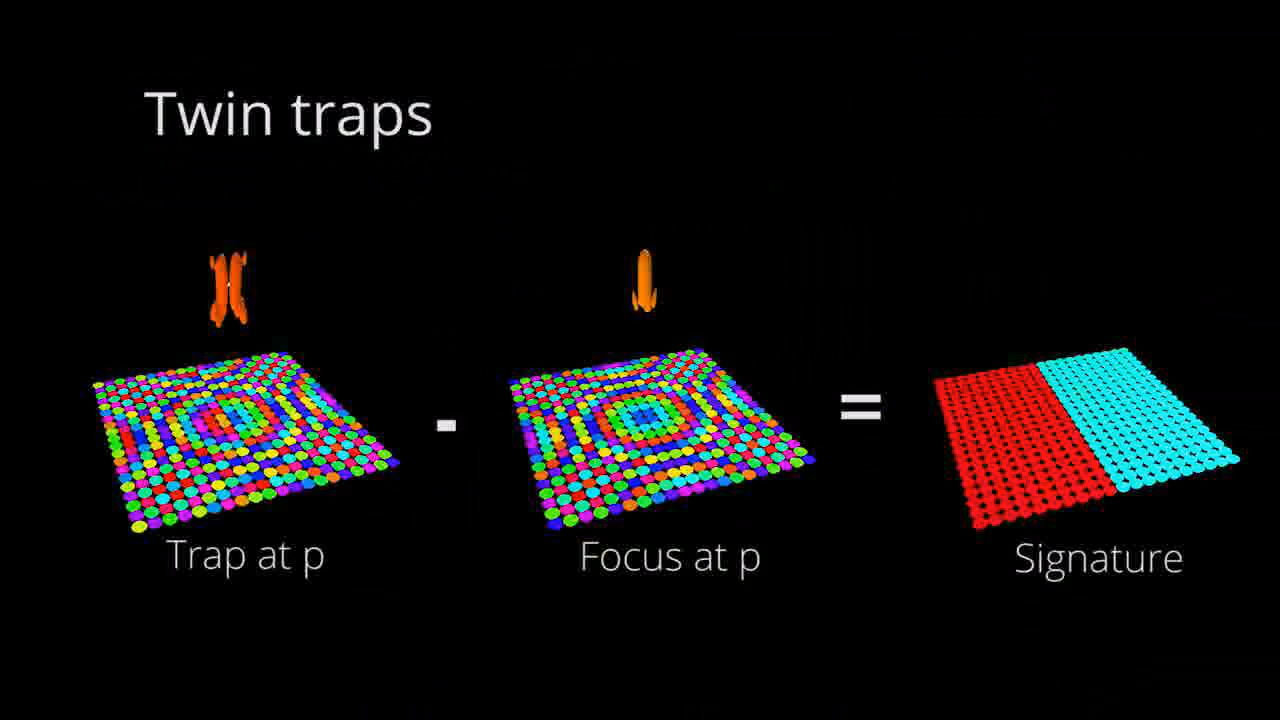 Twin traps
- =
Trap at p
Focus at p
Signature